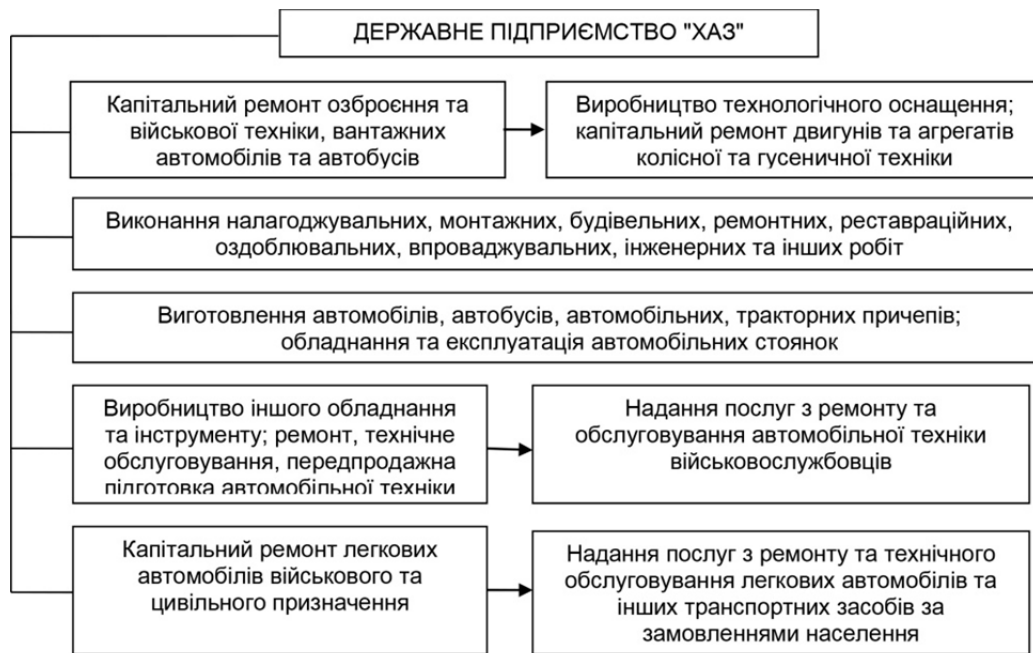 ДЕРЖАВНЕ ПІДПРИЄМСТВО "ХАЗ"
Капітальний ремонт озброєння та
військової техніки, вантажних
автомобілів та автобусів
Виробництво технологічного оснащення;
капітальний ремонт двигунів та агрегатів
колісної та гусеничної техніки
Виконання налагоджувальних, монтажних, будівельних, ремонтних, реставраційних,
оздоблювальних, впроваджувальних, інженерних та інших робіт
Виготовлення автомобілів, автобусів, автомобільних, тракторних причепів;
обладнання та експлуатація автомобільних стоянок
Виробництво іншого обладнання
та інструменту; ремонт, технічне
обслуговування, передпродажна
підготовка автомобільної техніки
Надання послуг з ремонту та
обслуговування автомобільної техніки
військовослужбовців
Капітальний ремонт легкових
автомобілів військового та
цивільного призначення
Надання послуг з ремонту та технічного
обслуговування легкових автомобілів та
інших транспортних засобів за
замовленнями населення